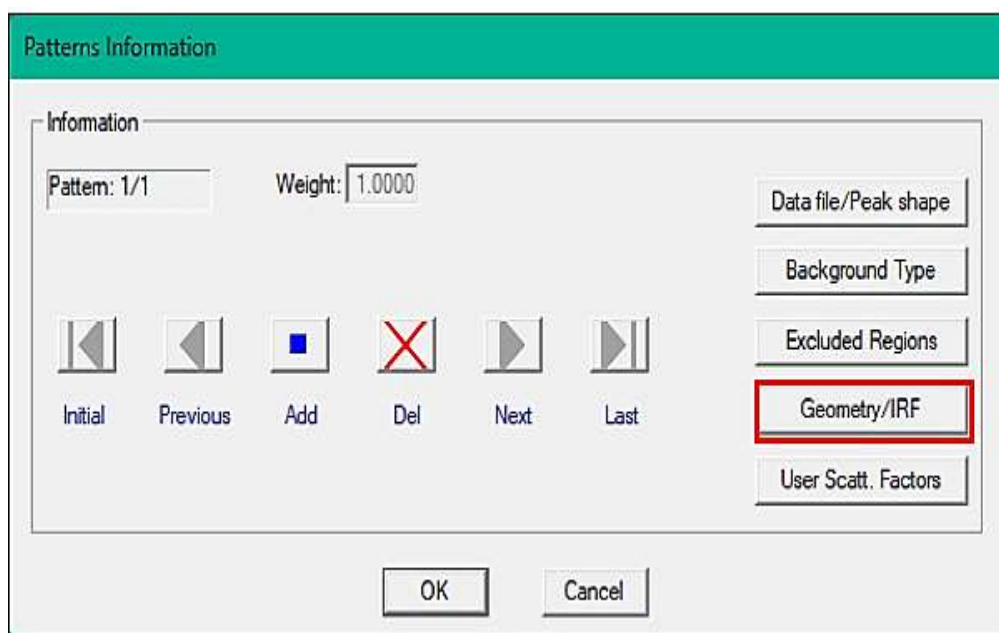 Patterns Information
Information
Pattern: 1/1
Weight: 1.0000
Data file/Peak shape
Background Type
Excluded Regions
Geometry/IRF
User Scatt. Factors
Initial Previous Add Del Next Last
OK Cancel